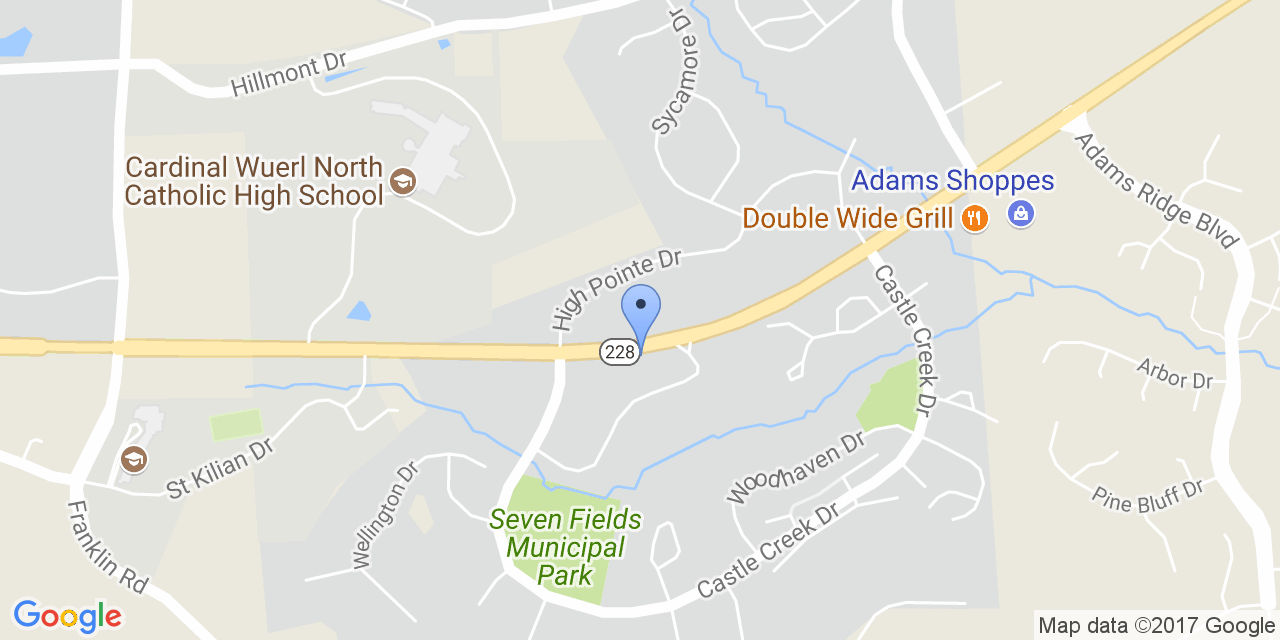 Hillmont Dr
Sycamore Dr
Cardinal Wuerl North
Catholic High School
Adams Shoppes
Double Wide Grill
Adams Ridge Blvd
High Pointe Dr
Castle Creek Dr
228
Arbor Dr
St Kilian Dr
Wellington Dr
Woodhaven Dr
Pine Bluff Dr
Franklin Rd
Seven Fields
Municipal
Park
Castle Creek Dr
Google
Map data ©2017 Google